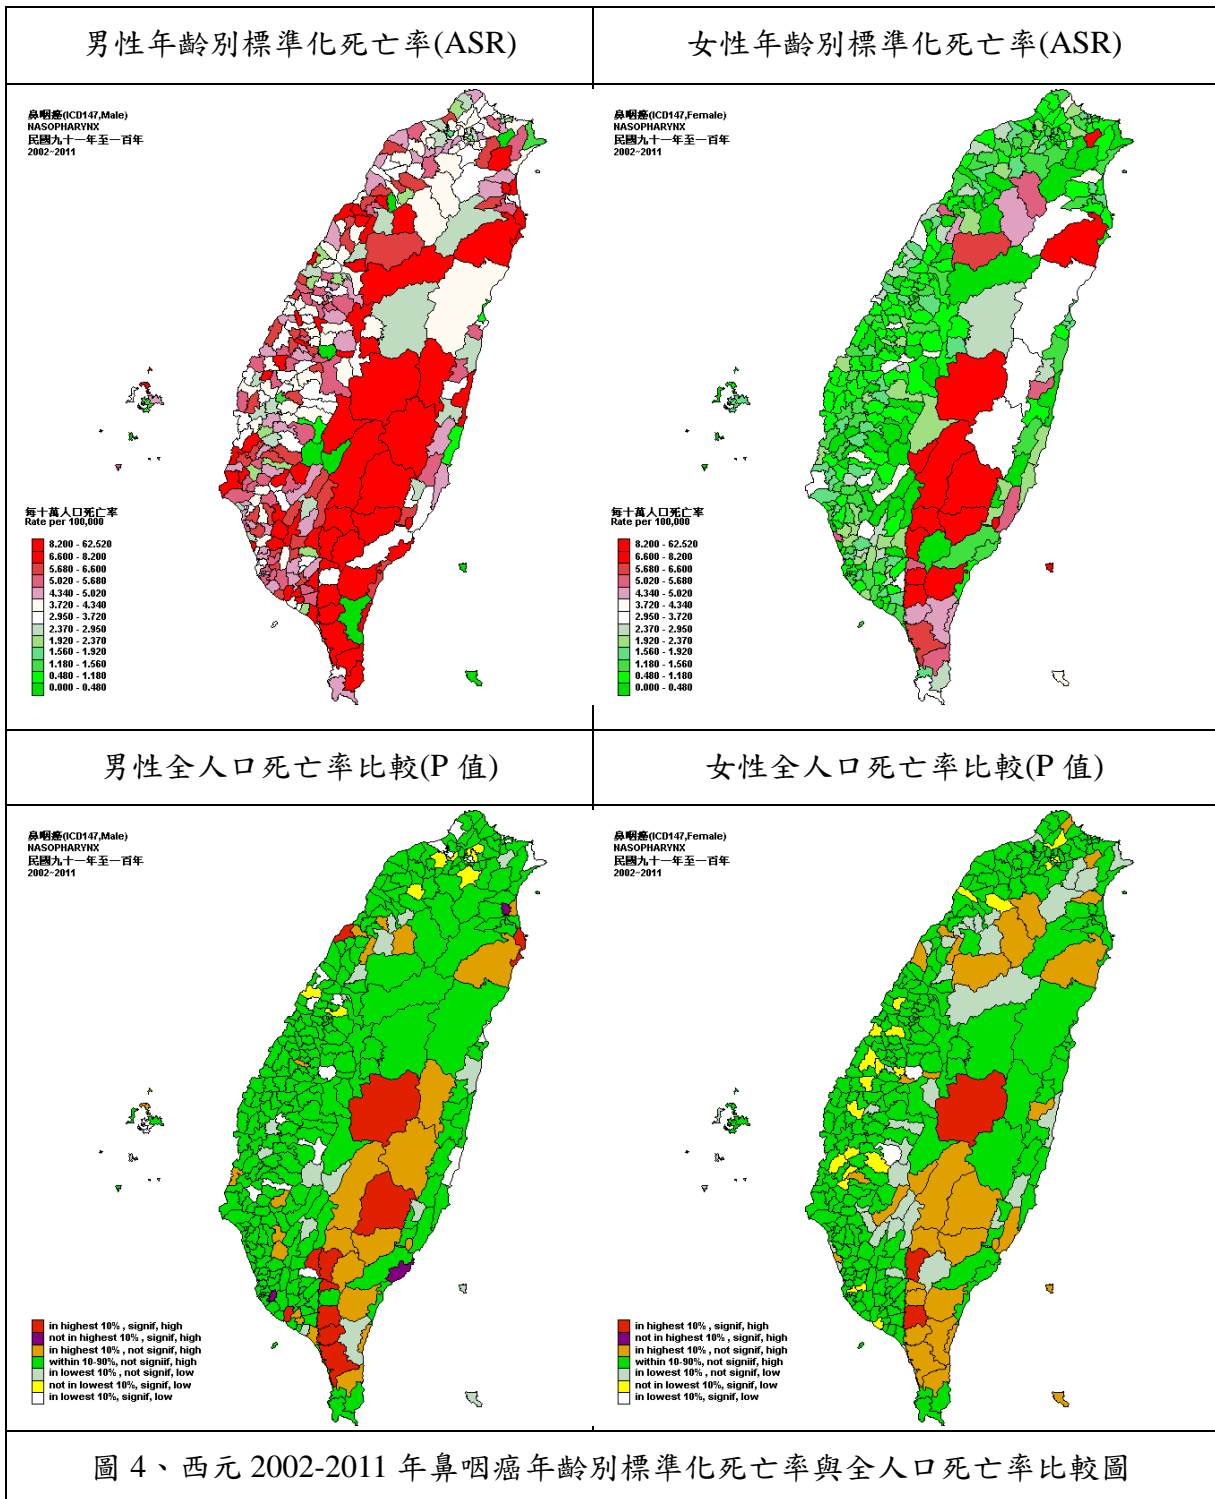 男性年齡別標準化死亡率(ASR)
女性年齡別標準化死亡率(ASR)
鼻咽癌(ICD147,Male)
NASOPHARYNX
民國九十一年至一百年
2002~2011
每十萬人口死亡率
Rate per 100,000
8.200 - 62.520
6.600 - 8.200
5.680 - 6.600
5.020 - 5.680
4.340 - 5.020
3.720 - 4.340
2.950 - 3.720
2.370 - 2.950
1.920 - 2.370
1.560 - 1.920
1.180 - 1.560
0.480 - 1.180
0.000 - 0.480
鼻咽癌(ICD147,Female)
NASOPHARYNX
民國九十一年至一百年
2002~2011
每十萬人口死亡率
Rate per 100,000
8.200 - 62.520
6.600 - 8.200
5.680 - 6.600
5.020 - 5.680
4.340 - 5.020
3.720 - 4.340
2.950 - 3.720
2.370 - 2.950
1.920 - 2.370
1.560 - 1.920
1.180 - 1.560
0.480 - 1.180
0.000 - 0.480
男性全人口死亡率比較(P 值)
女性全人口死亡率比較(P 值)
鼻咽癌(ICD147,Male)
NASOPHARYNX
民國九十一年至一百年
2002~2011
in highest 10% , signif, high
not in highest 10% , signif, high
in highest 10% , not signif, high
within 10-90%, not signiif, high
in lowest 10% , not signif, low
not in lowest 10%, signif, low
in lowest 10%, signif, low
鼻咽癌(ICD147,Female)
NASOPHARYNX
民國九十一年至一百年
2002~2011
in highest 10% , signif, high
not in highest 10% , signif, high
in highest 10% , not signif, high
within 10-90%, not signiif, high
in lowest 10% , not signif, low
not in lowest 10%, signif, low
in lowest 10%, signif, low
圖 4、西元 2002-2011 年鼻咽癌年齡別標準化死亡率與全人口死亡率比較圖